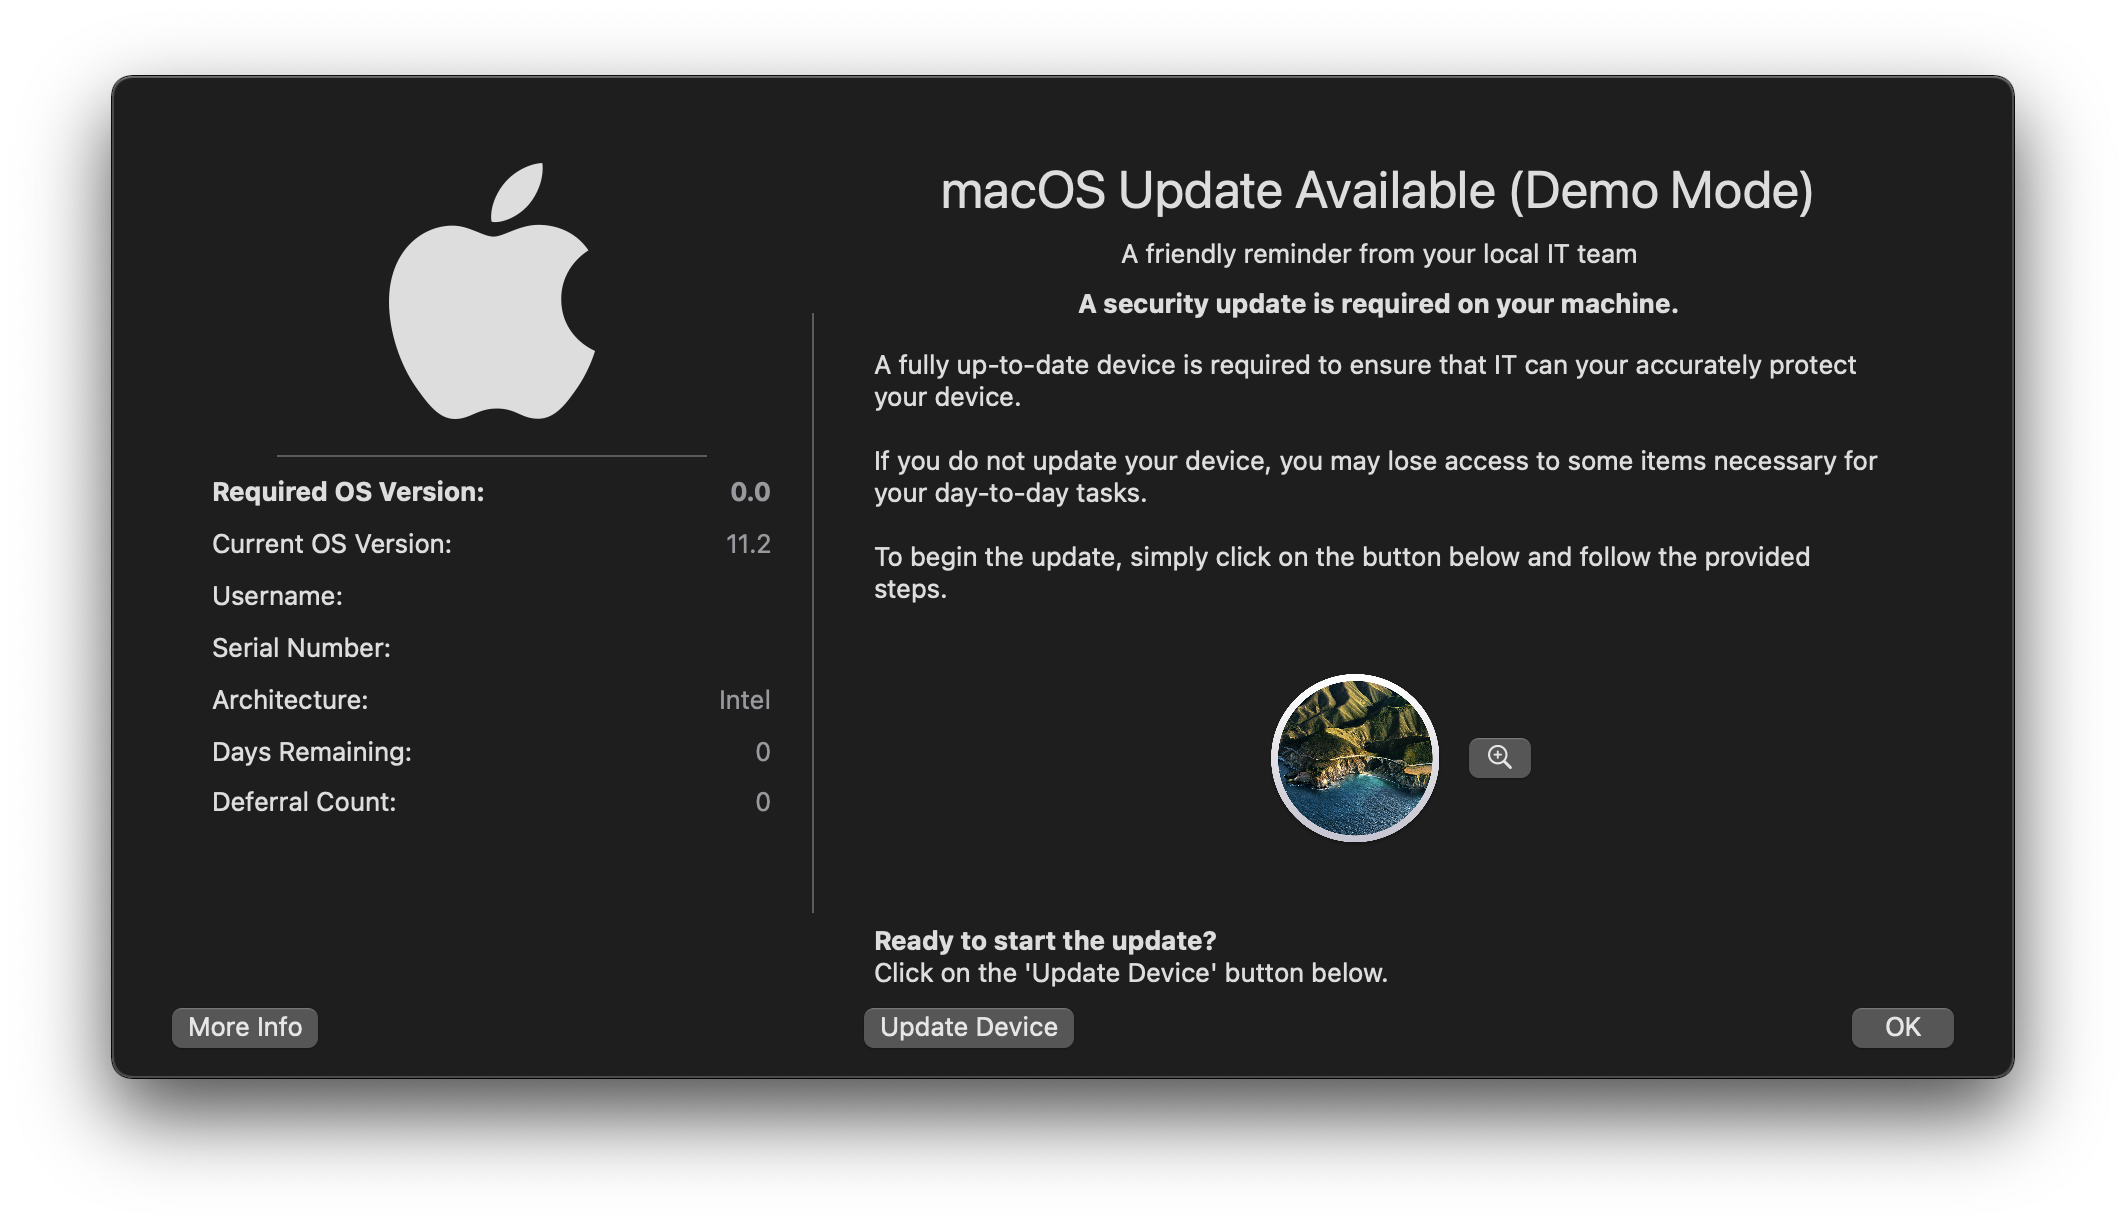 Required OS Version: 0.0
Current OS Version: 11.2
Username:
Serial Number:
Architecture: Intel
Days Remaining: 0
Deferral Count: 0
More Info
macOS Update Available (Demo Mode)
A friendly reminder from your local IT team
A security update is required on your machine.
A fully up-to-date device is required to ensure that IT can your accurately protect
your device.
If you do not update your device, you may lose access to some items necessary for
your day-to-day tasks.
To begin the update, simply click on the button below and follow the provided
steps.
Ready to start the update?
Click on the 'Update Device' button below.
Update Device
OK